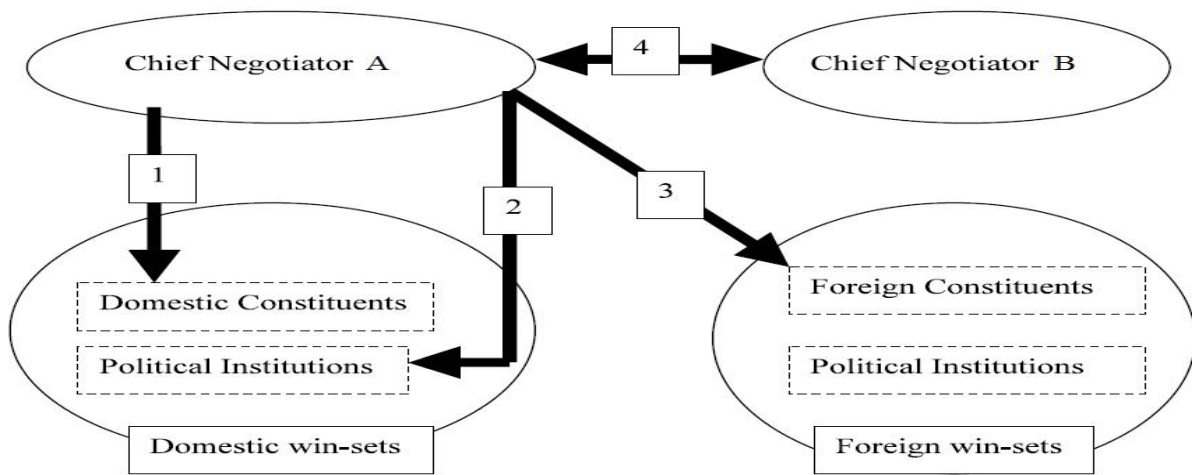 Chief Negotiator A
4
Chief Negotiator B
1
2
3
Domestic Constituents
Foreign Constituents
Political Institutions
Political Institutions
Domestic win-sets
Foreign win-sets